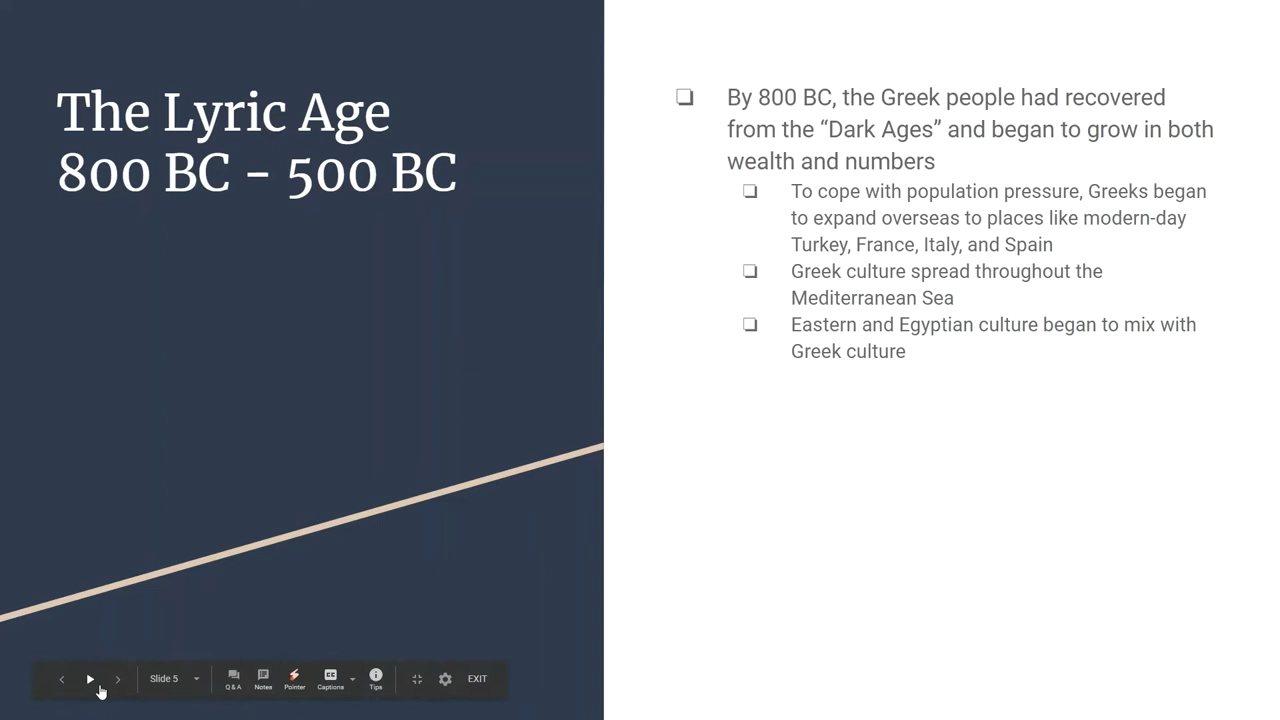 The Lyric Age
800 BC - 500 BC
❏ By 800 BC, the Greek people had recovered
from the “Dark Ages” and began to grow in both
wealth and numbers
❏ To cope with population pressure, Greeks began
to expand overseas to places like modern-day
Turkey, France, Italy, and Spain
❏ Greek culture spread throughout the
Mediterranean Sea
❏ Eastern and Egyptian culture began to mix with
Greek culture
Slide 5
Q & A
Notes
Pointer
CC
Captions
Tips
EXIT